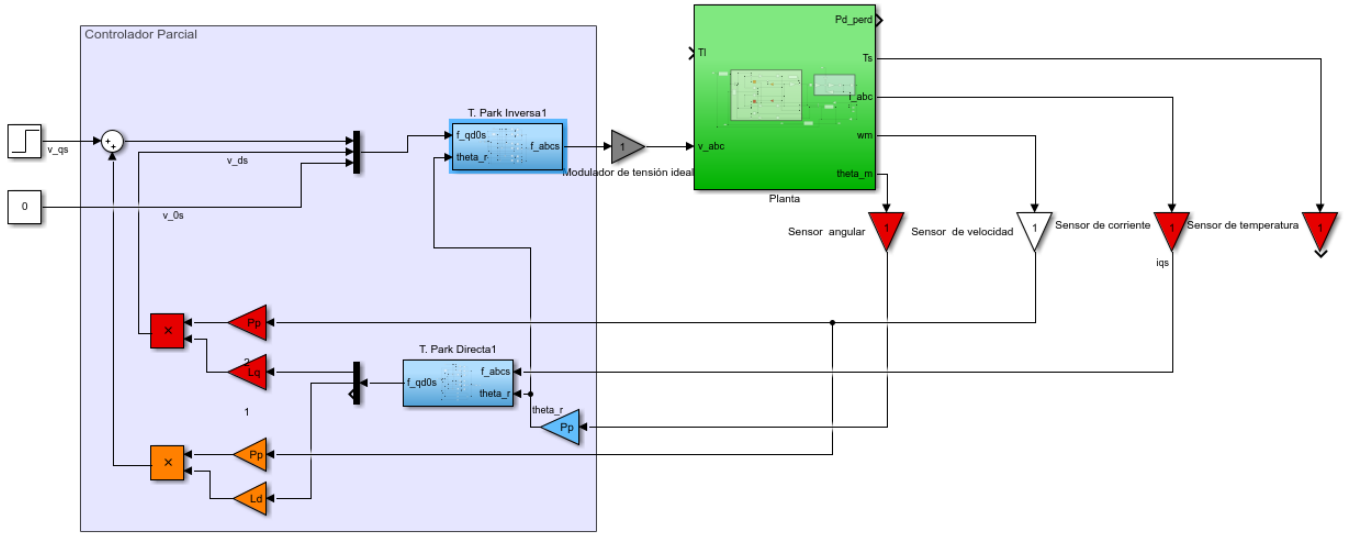 Controlador Parcial
Pd_perd
Tl
Ts
i_abc
wm
theta_m
v_abc
Planta
T. Park Inversa1
f_qd0s
theta_r
f_abcs
1
Modulador de tensión ideal
v_qs
v_ds
0
v_0s
Sensor angular
1
Sensor de velocidad
1
Sensor de corriente
1
Sensor de temperatura
1
iqs
×
Pp
2
Lq
T. Park Directa1
f_qd0s
f_abcs
theta_r
1
theta_r
Pp
×
Pp
Ld